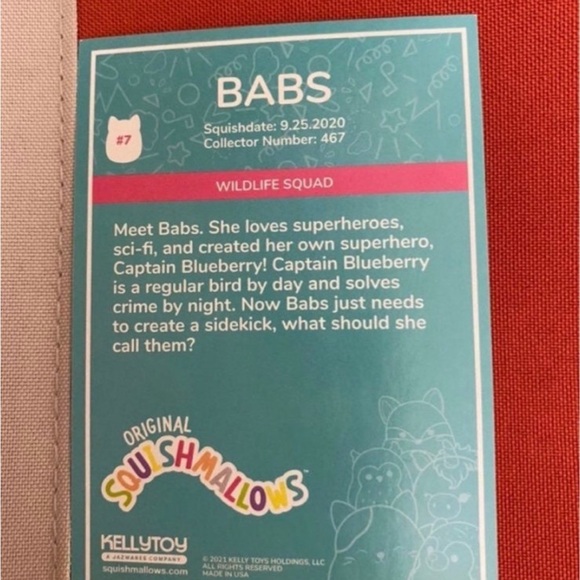 BABS
Squishdate: 9.25.2020
Collector Number: 467
#7
WILDLIFE SQUAD
Meet Babs. She loves superheroes,
sci-fi, and created her own superhero,
Captain Blueberry! Captain Blueberry
is a regular bird by day and solves
crime by night. Now Babs just needs
to create a sidekick, what should she
call them?
ORIGINAL
SQUISHMALLOWS™
KELLYTOY
A JAZWARES COMPANY
squishmallows.com
© 2021 KELLY TOYS HOLDINGS, LLC
ALL RIGHTS RESERVED
MADE IN USA